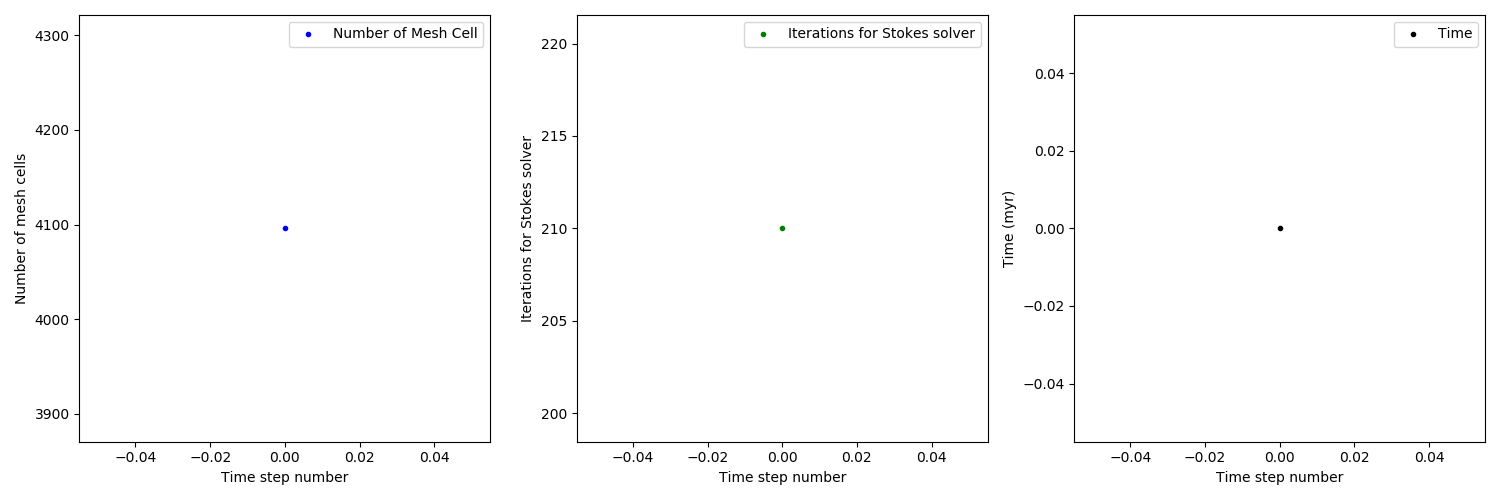 Number of mesh cells
4300
4200
4100
4000
3900
Number of Mesh Cell
−0.04 −0.02 0.00 0.02 0.04
Time step number
Iterations for Stokes solver
220
215
210
205
200
Iterations for Stokes solver
−0.04 −0.02 0.00 0.02 0.04
Time step number
Time (myr)
0.04
0.02
0.00
−0.02
−0.04
Time
−0.04 −0.02 0.00 0.02 0.04
Time step number